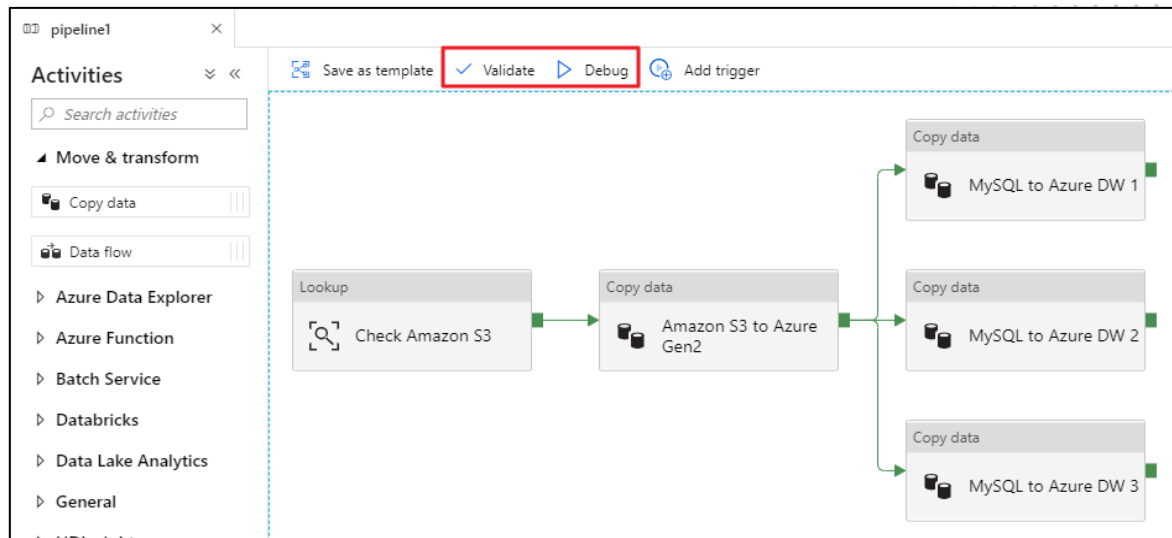 pipeline1
Activities
Search activities
Move & transform
Copy data
Data flow
Azure Data Explorer
Azure Function
Batch Service
Databricks
Data Lake Analytics
General
Save as template
Validate
Debug
Add trigger
Lookup
Check Amazon S3
Copy data
Amazon S3 to Azure
Gen2
Copy data
MySQL to Azure DW 1
Copy data
MySQL to Azure DW 2
Copy data
MySQL to Azure DW 3